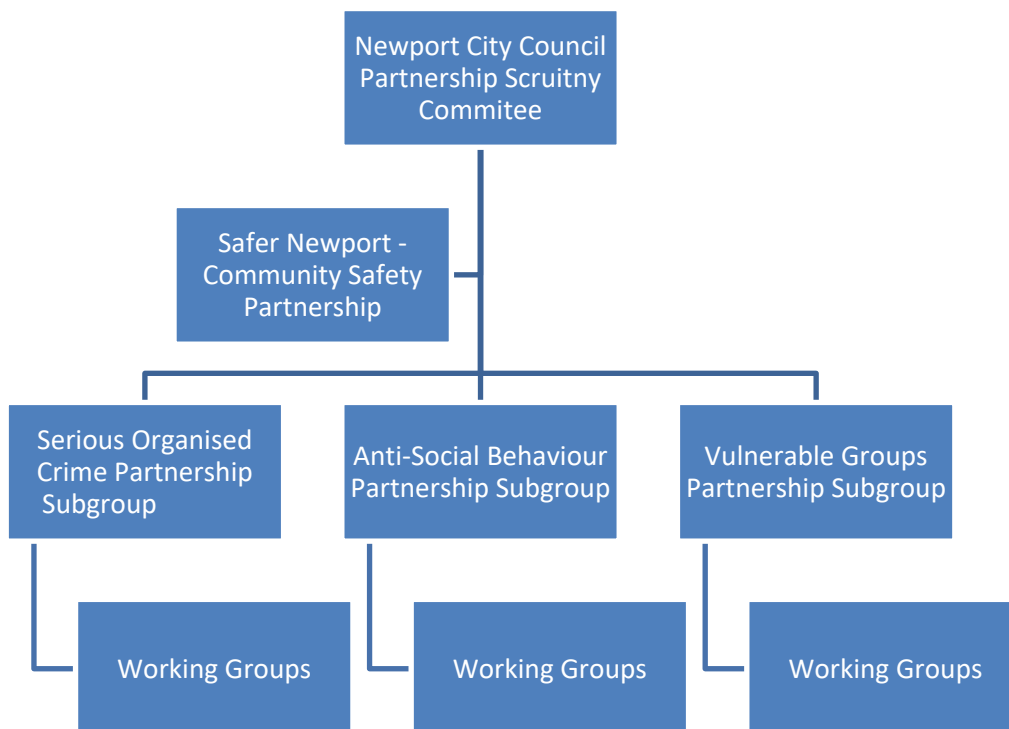 Newport City Council
Partnership Scruitny
Commitee
Safer Newport -
Community Safety
Partnership
Serious Organised
Crime Partnership
Subgroup
Anti-Social Behaviour
Partnership Subgroup
Vulnerable Groups
Partnership Subgroup
Working Groups
Working Groups
Working Groups